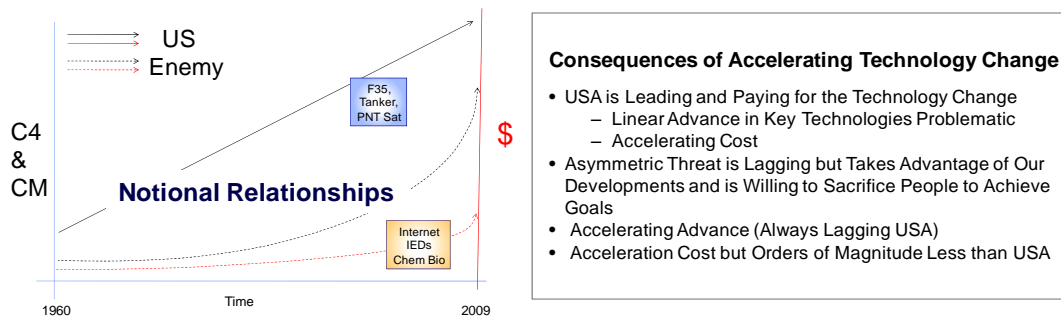 US
Enemy
F35,
Tanker,
PNT Sat
C4
&
CM
$
Notional Relationships
Internet
IEDs
Chem Bio
Time
1960
2009
Consequences of Accelerating Technology Change
• USA is Leading and Paying for the Technology Change
– Linear Advance in Key Technologies Problematic
– Accelerating Cost
• Asymmetric Threat is Lagging but Takes Advantage of Our
Developments and is Willing to Sacrifice People to Achieve
Goals
• Accelerating Advance (Always Lagging USA)
• Acceleration Cost but Orders of Magnitude Less than USA